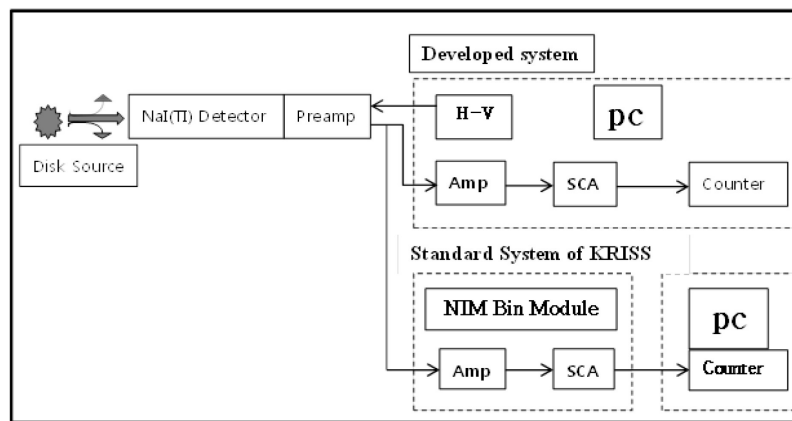 Developed system
NaI(TI) Detector
Preamp
H-V
pc
Disk Source
Amp
SCA
Counter
Standard System of KRISS
NIM Bin Module
pc
Amp
SCA
Counter